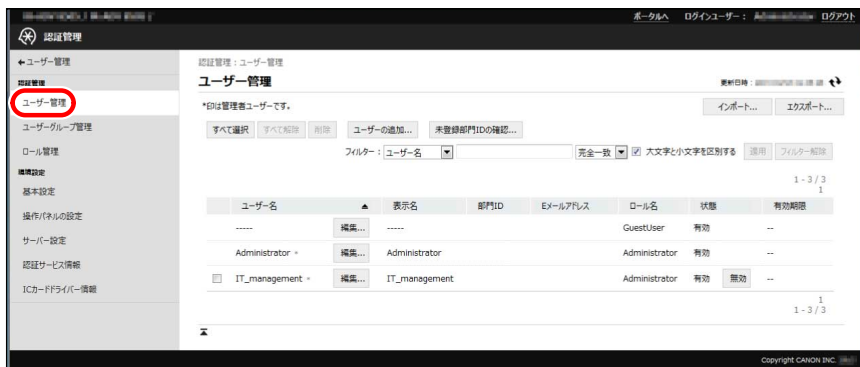 ポータルへ ログインユーザー： ログアウト
認証管理
ユーザー管理
認証管理
ユーザー管理
ユーザーグループ管理
ロール管理
環境設定
基本設定
操作パネルの設定
サーバー設定
認証サービス情報
ICカードドライバー情報
認証管理：ユーザー管理
ユーザー管理
更新日時：
*印は管理者ユーザーです。
インポート... エクスポート...
すべて選択 すべて解除 削除 ユーザーの追加... 未登録部門IDの確認...
フィルター： ユーザー名 完全一致 大文字と小文字を区別する 適用 フィルター解除
1 - 3 / 3
1
ユーザー名 表示名 部門ID Eメールアドレス ロール名 状態 有効期限
----- 編集... ----- GuestUser 有効 --
Administrator * 編集... Administrator Administrator 有効 --
IT_management * 編集... IT_management Administrator 有効 無効 --
1
1 - 3 / 3
Copyright CANON INC.